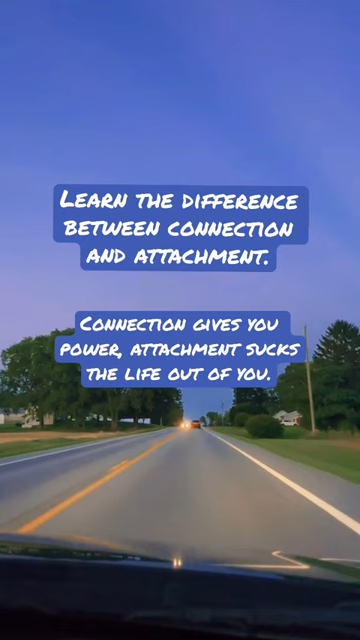 Learn the difference
between connection
and attachment.
Connection gives you
power, attachment sucks
the life out of you.